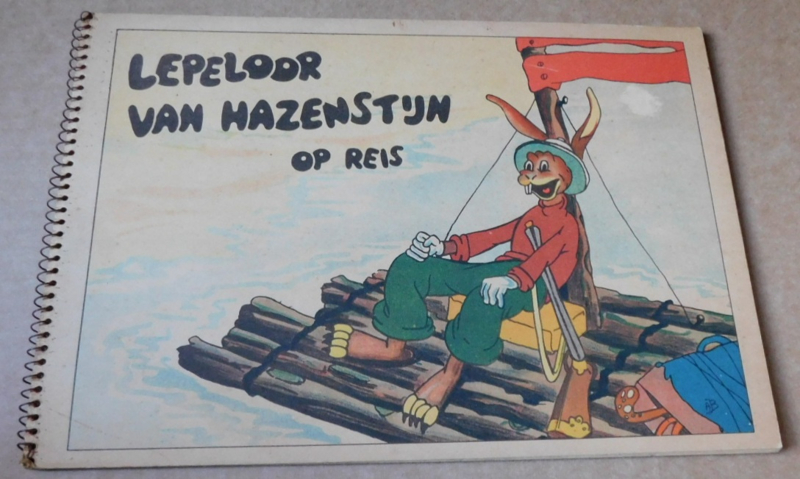 LEPELOOR
VAN HAZENSTIJN
OP REIS